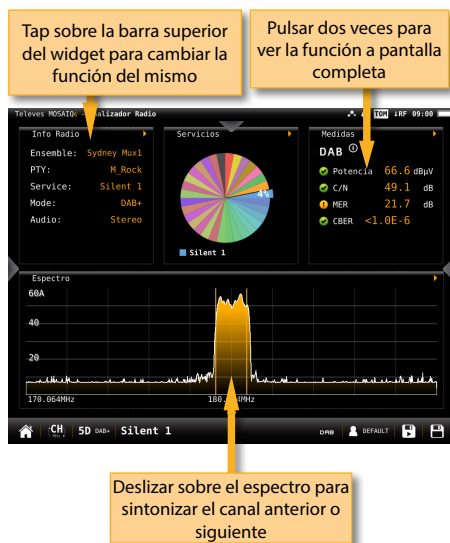 Tap sobre la barra superior
del widget para cambiar la
función del mismo
Pulsar dos veces para
ver la función a pantalla
completa
Televes MOSAIQ6 - Analizador Radio
TOM IRF 09:00
Info Radio
Ensemble: Sydney Mux1
PTY: M_Rock
Service: Silent 1
Mode: DAB+
Audio: Stereo
Servicios
4%
Silent 1
Medidas
DAB
Potencia 66.6 dBµV
C/N 49.1 dB
MER 21.7 dB
CBER <1.0E-6
Espectro
60A
40
20
170.064MHz
CH 5D DAB+ Silent 1
DAB DEFAULT
Deslizar sobre el espectro para
sintonizar el canal anterior o
siguiente